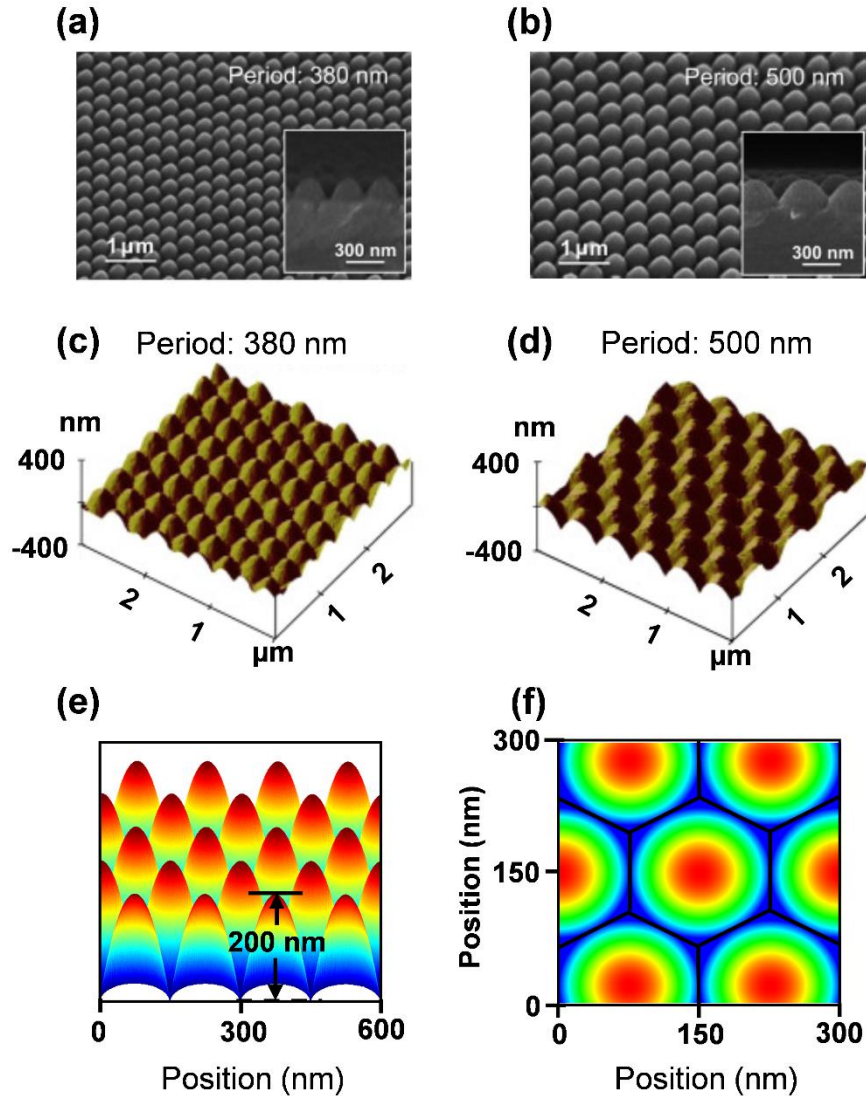 (a)
(b)
Period: 380 nm
Period: 500 nm
1 µm
300 nm
1 µm
300 nm
(c) Period: 380 nm
(d) Period: 500 nm
nm
400
-400
2
1
µm
1
2
nm
400
-400
2
1
µm
1
2
(e)
(f)
200 nm
0
300
600
Position (nm)
300
150
0
Position (nm)
0
150
300
Position (nm)